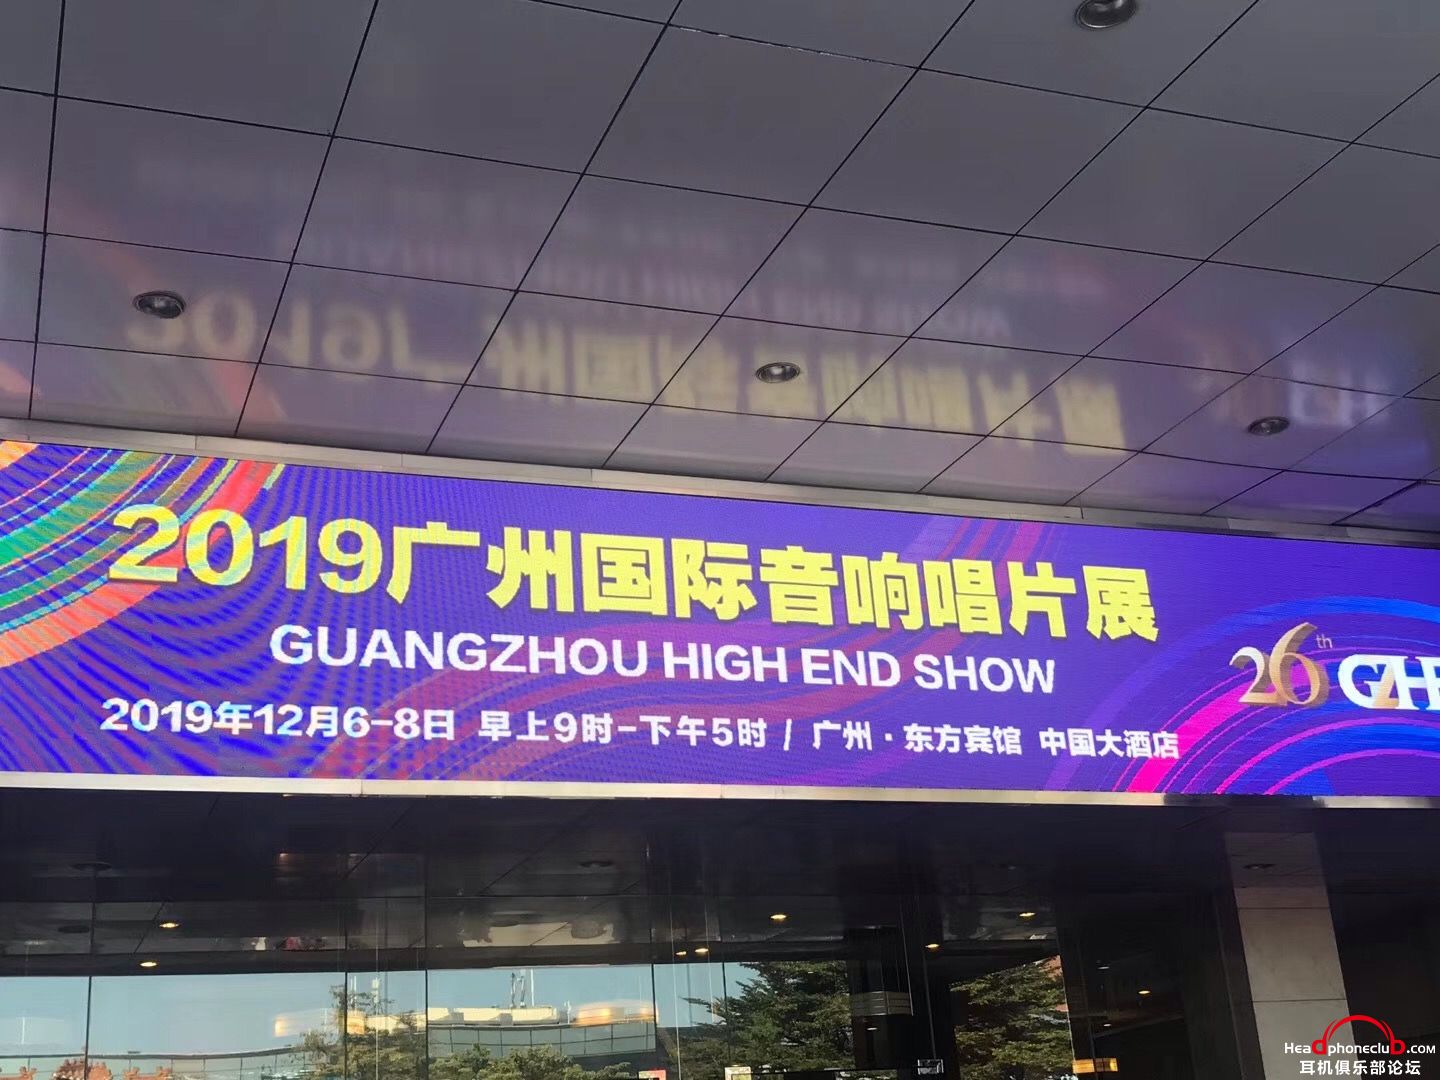 2019广州国际音响唱片展
GUANGZHOU HIGH END SHOW
26th GZHE
2019年12月6-8日 早上9时-下午5时 / 广州·东方宾馆 中国大酒店
Headphoneclub.com
耳机俱乐部论坛